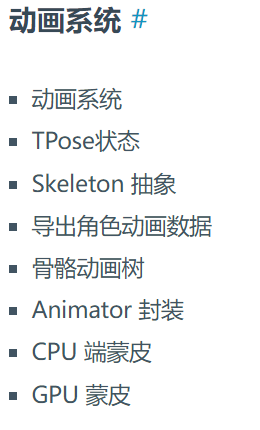 动画系统 #
动画系统
TPose状态
Skeleton 抽象
导出角色动画数据
骨骼动画树
Animator 封装
CPU 端蒙皮
GPU 蒙皮